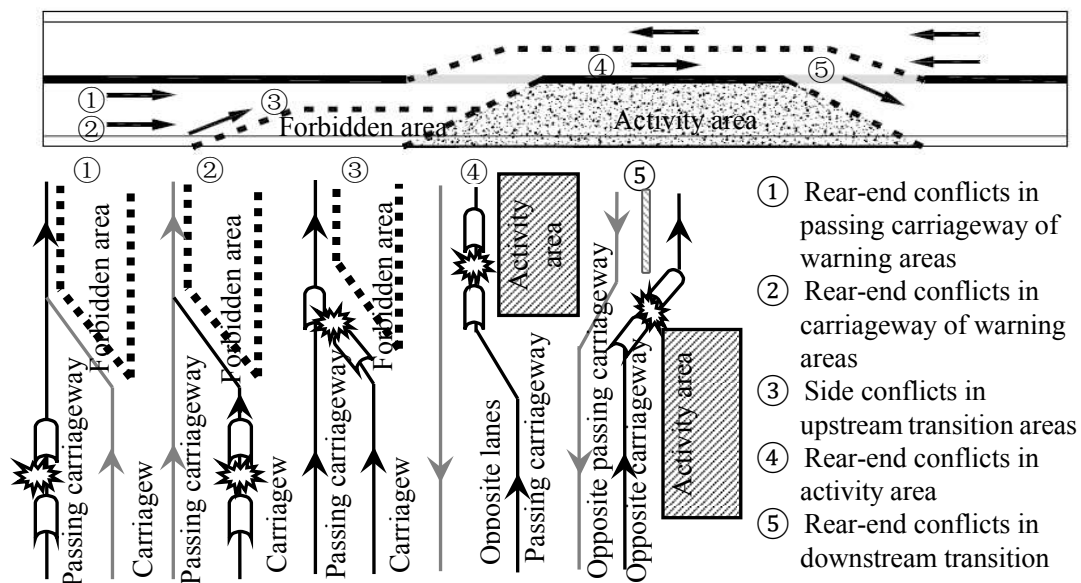 ①
②
③
④
⑤
Forbidden area
Activity area
①
②
③
④
⑤
Passing carriageway
Carriagew
Forbidden area
Passing carriageway
Carriagew
Forbidden area
Passing carriageway
Carriagew
Forbidden area
Opposite lanes
Passing carriageway
Activity
area
Opposite passing carriageway
Opposite carriageway
Activity area
① Rear-end conflicts in
passing carriageway of
warning areas
② Rear-end conflicts in
carriageway of warning
areas
③ Side conflicts in
upstream transition areas
④ Rear-end conflicts in
activity area
⑤ Rear-end conflicts in
downstream transition